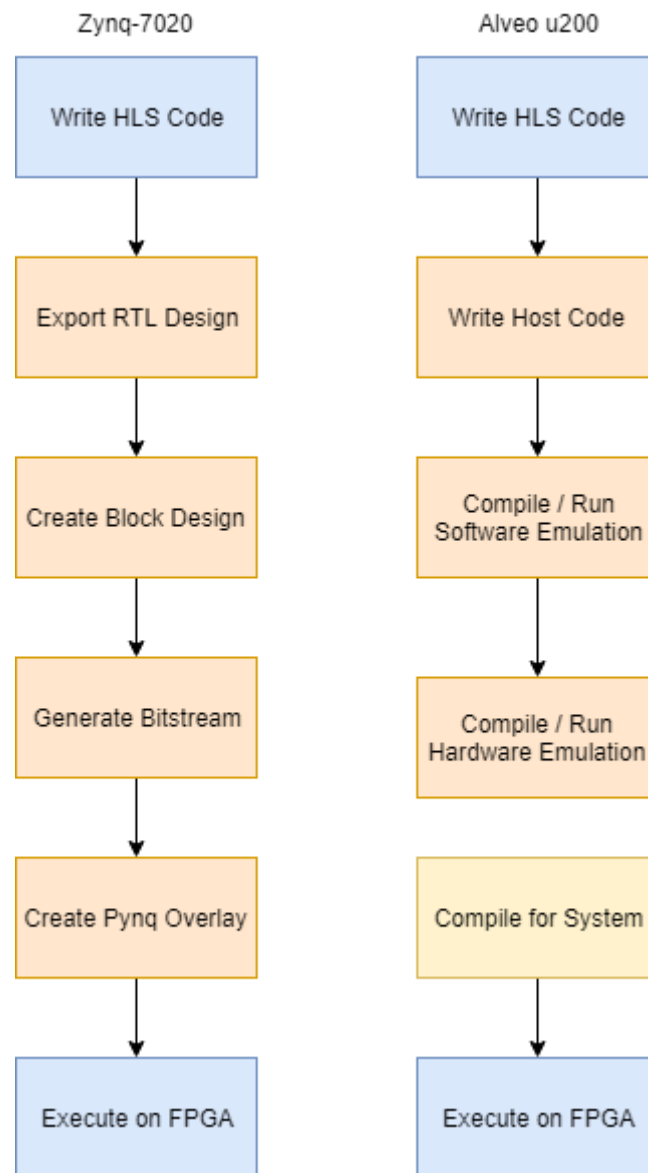 Zynq-7020
Write HLS Code
Export RTL Design
Create Block Design
Generate Bitstream
Create Pynq Overlay
Execute on FPGA
Alveo u200
Write HLS Code
Write Host Code
Compile / Run
Software Emulation
Compile / Run
Hardware Emulation
Compile for System
Execute on FPGA